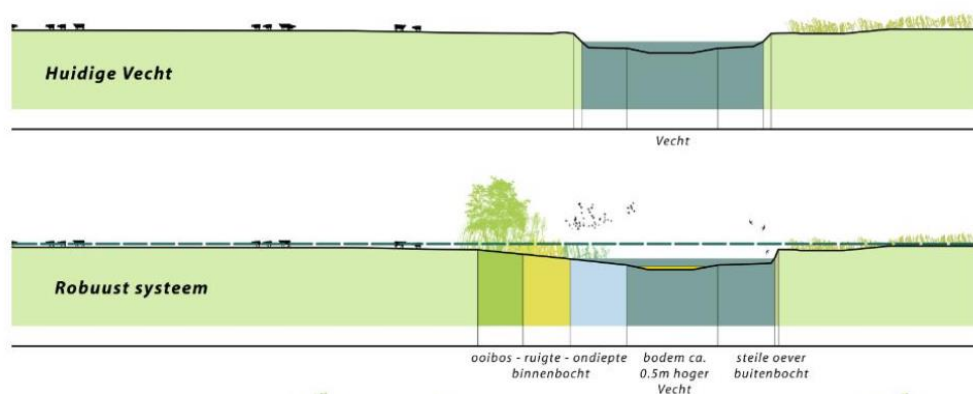 Huidige Vecht
Vecht
Robuust systeem
ooibos - ruigte - ondiepte
binnenbocht
bodem ca.
0.5m hoger
Vecht
steile oever
buitenbocht